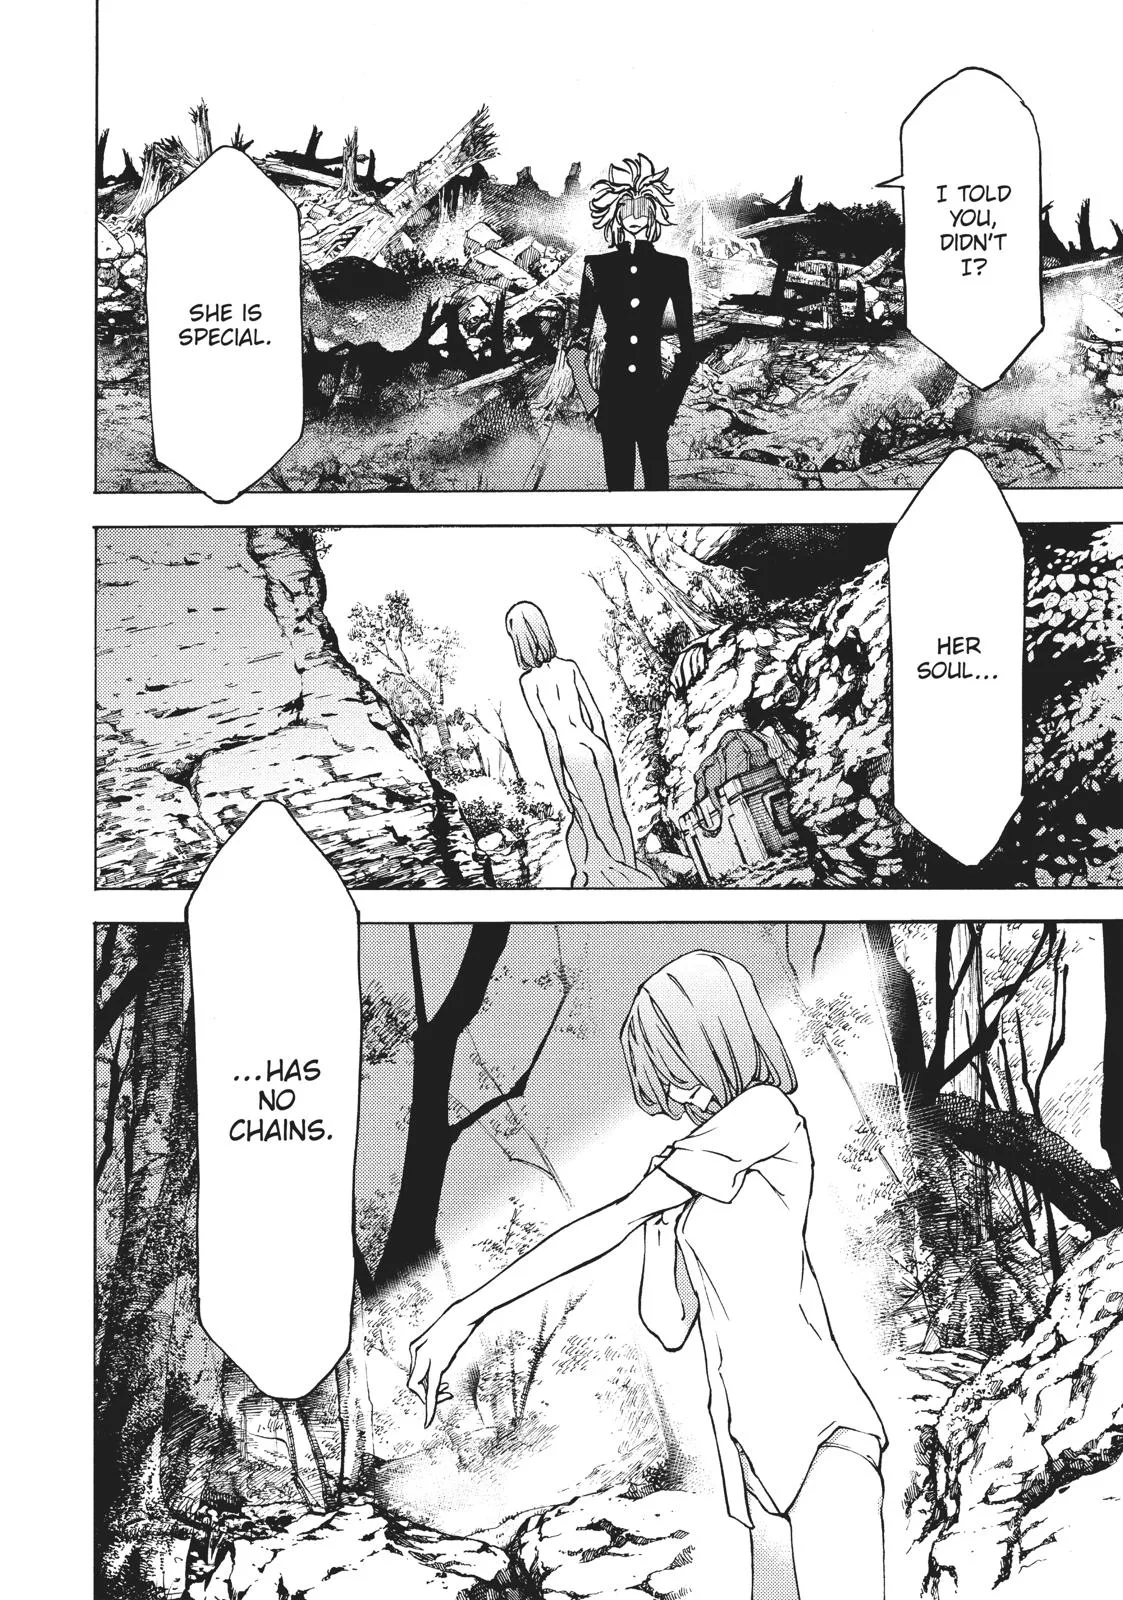 I TOLD
YOU,
DIDN'T
I?
SHE IS
SPECIAL.
HER
SOUL...
...HAS
NO
CHAINS.